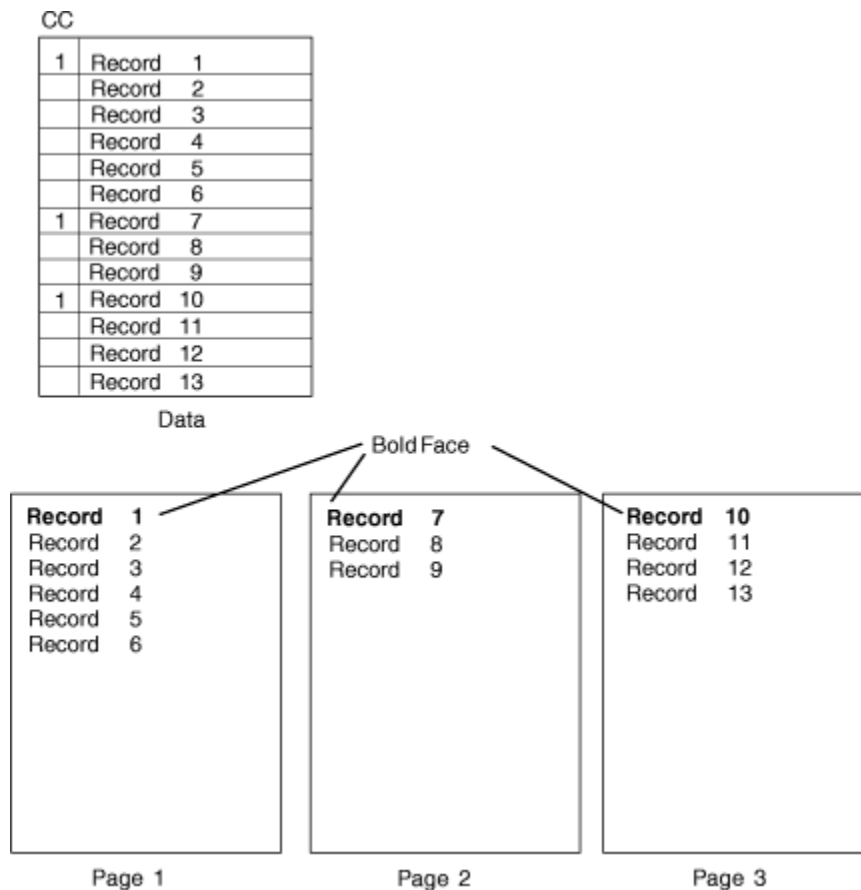 CC
1 Record 1
Record 2
Record 3
Record 4
Record 5
Record 6
1 Record 7
Record 8
Record 9
1 Record 10
Record 11
Record 12
Record 13
Data
Bold Face
Record 1
Record 2
Record 3
Record 4
Record 5
Record 6
Page 1
Record 7
Record 8
Record 9
Page 2
Record 10
Record 11
Record 12
Record 13
Page 3